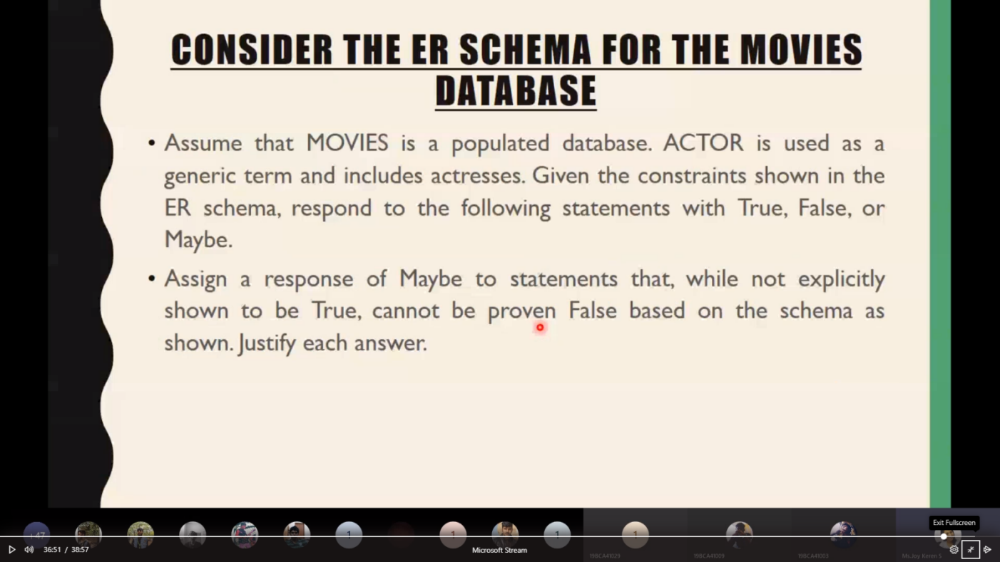 CONSIDER THE ER SCHEMA FOR THE MOVIES
DATABASE
• Assume that MOVIES is a populated database. ACTOR is used as a
generic term and includes actresses. Given the constraints shown in the
ER schema, respond to the following statements with True, False, or
Maybe.
• Assign a response of Maybe to statements that, while not explicitly
shown to be True, cannot be proven False based on the schema as
shown. Justify each answer.
Exit Fullscreen
+47
1
1
1
1
36:51 / 38:57
Microsoft Stream
19BCA41029
19BCA41009
19BCA41003
Ms.Joy Keren S